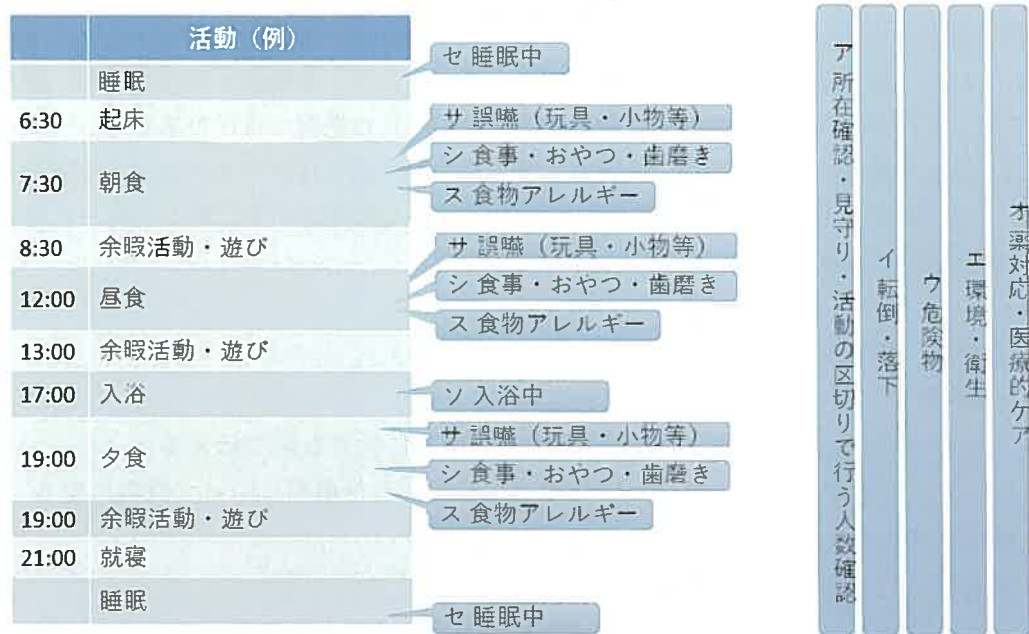 活動（例）
睡眠
セ 睡眠中
6:30 起床
サ 誤嚥（玩具・小物等）
7:30 朝食
シ 食事・おやつ・歯磨き
ス 食物アレルギー
8:30 余暇活動・遊び
サ 誤嚥（玩具・小物等）
12:00 昼食
シ 食事・おやつ・歯磨き
ス 食物アレルギー
13:00 余暇活動・遊び
17:00 入浴
ソ 入浴中
サ 誤嚥（玩具・小物等）
19:00 夕食
シ 食事・おやつ・歯磨き
19:00 余暇活動・遊び
ス 食物アレルギー
21:00 就寝
睡眠
セ 睡眠中
ア 所在確認・見守り・活動の区切りで行う人数確認
イ 転倒・落下
ウ 危険物
エ 環境・衛生
オ 薬対応・医療的ケア